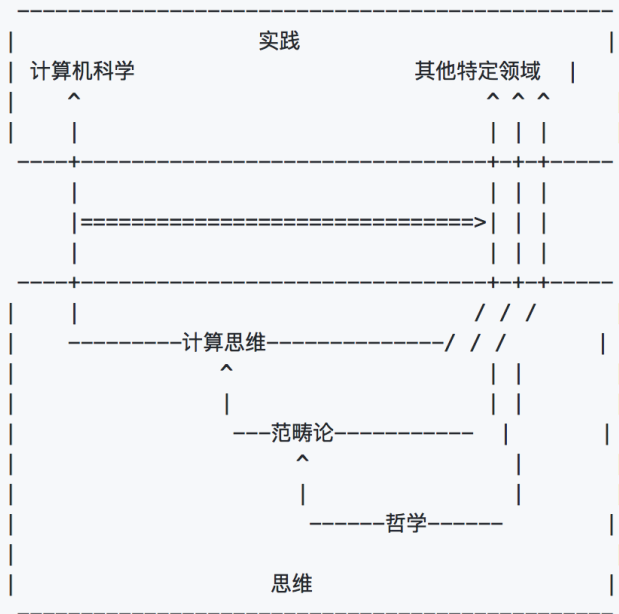 实践
计算机科学 其他特定领域
计算思维
范畴论
哲学
思维